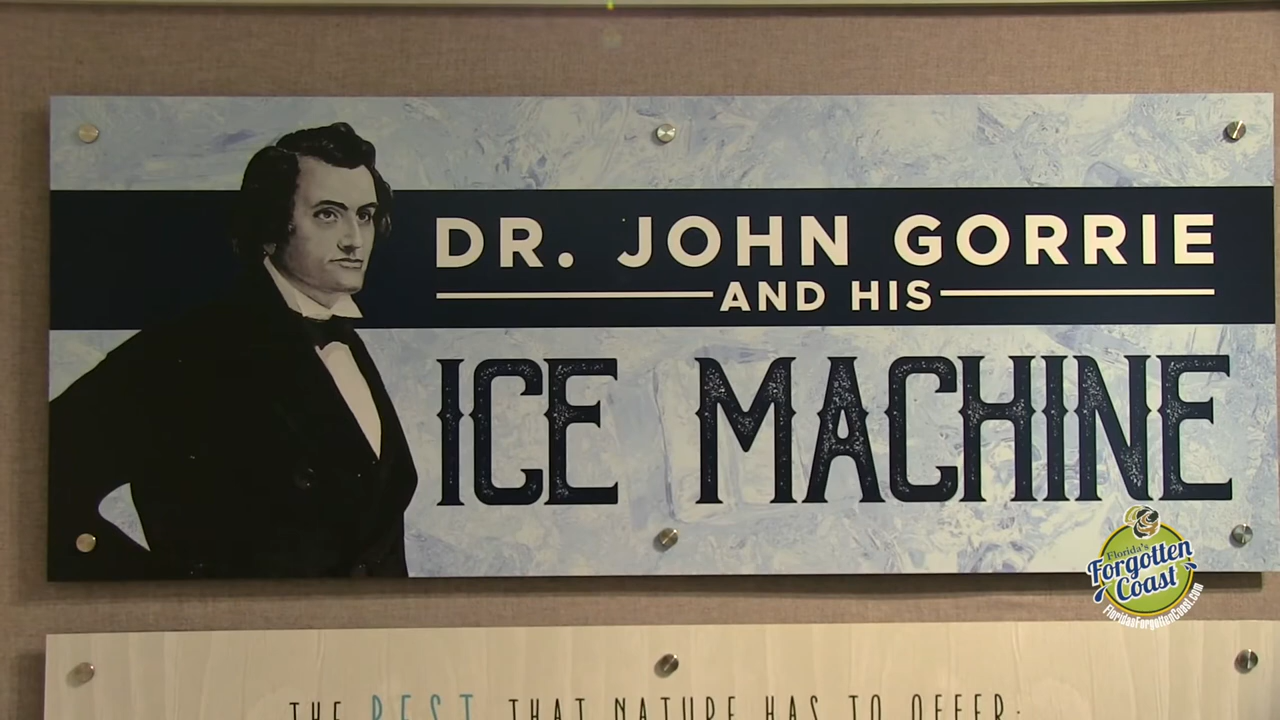 DR. JOHN GORRIE
AND HIS
ICE MACHINE
Florida's
Forgotten
Coast
FloridasForgottenCoast.com
THE BEST THAT NATURE HAS TO OFFER: